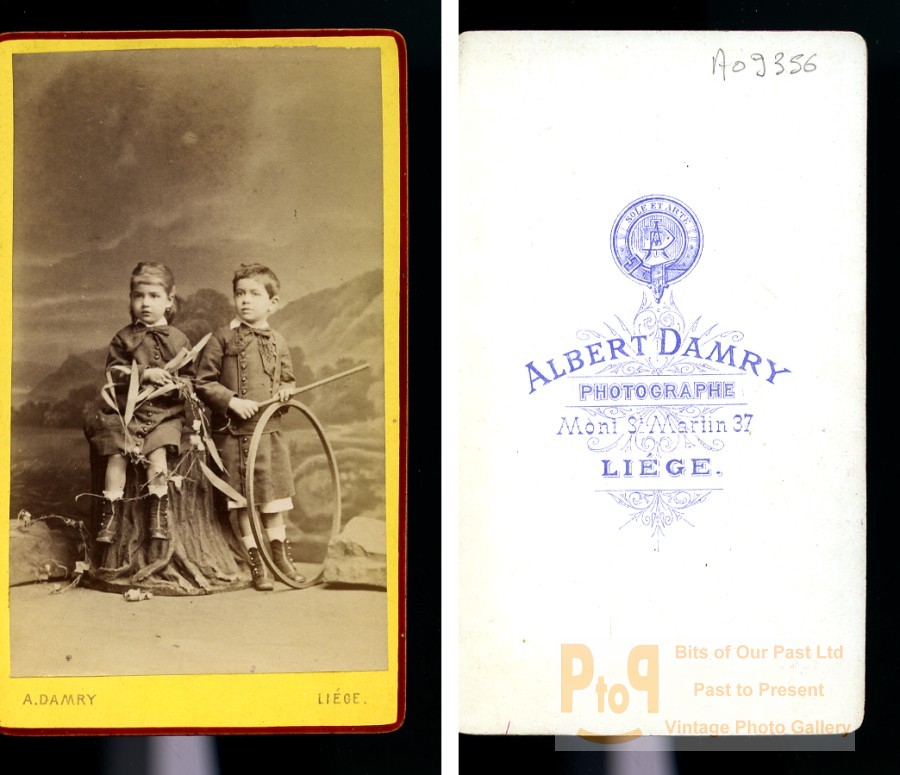 A.DAMRY
LIÉGE.
A09356
SOLE ET ARTE
AD
ALBERT DAMRY
PHOTOGRAPHE
Mont St Martin 37
LIÉGE.
PtoP
Bits of Our Past Ltd
Past to Present
Vintage Photo Gallery